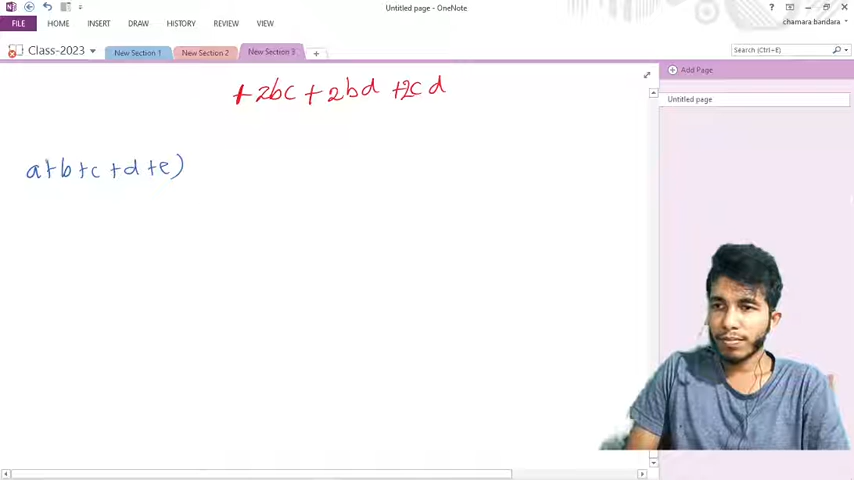 Untitled page - OneNote
chamara bandara
FILE HOME INSERT DRAW HISTORY REVIEW VIEW
Class-2023 New Section 1 New Section 2 New Section 3 +
Search (Ctrl+E)
+2bc+2bd+2cd
Add Page
Untitled page
a+b+c+d+e)